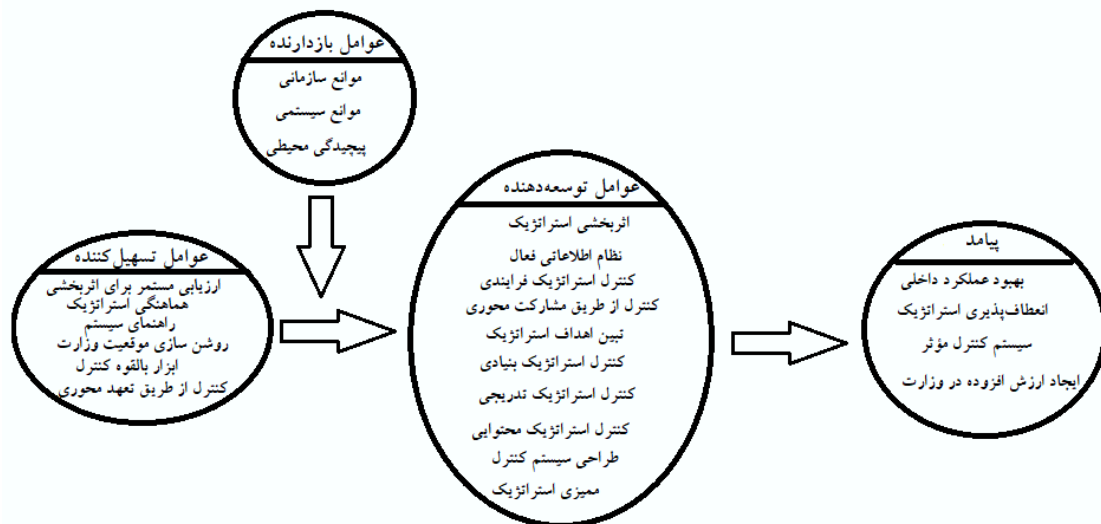 عوامل بازدارنده
موانع سازمانی
موانع سیستمی
پیچیدگی محیطی
عوامل تسهیل‌کننده
ارزیابی مستمر برای اثربخشی
هماهنگی استراتژیک
راهنمای سیستم
روشن سازی موقعیت وزارت
ابزار بالقوه کنترل
کنترل از طریق تعهد محوری
عوامل توسعه‌دهنده
اثربخشی استراتژیک
نظام اطلاعاتی فعال
کنترل استراتژیک فرایندی
کنترل از طریق مشارکت محوری
تبین اهداف استراتژیک
کنترل استراتژیک بنیادی
کنترل استراتژیک تدریجی
کنترل استراتژیک محتوایی
طراحی سیستم کنترل
ممیزی استراتژیک
پیامد
بهبود عملکرد داخلی
انعطاف‌پذیری استراتژیک
سیستم کنترل مؤثر
ایجاد ارزش افزوده در وزارت